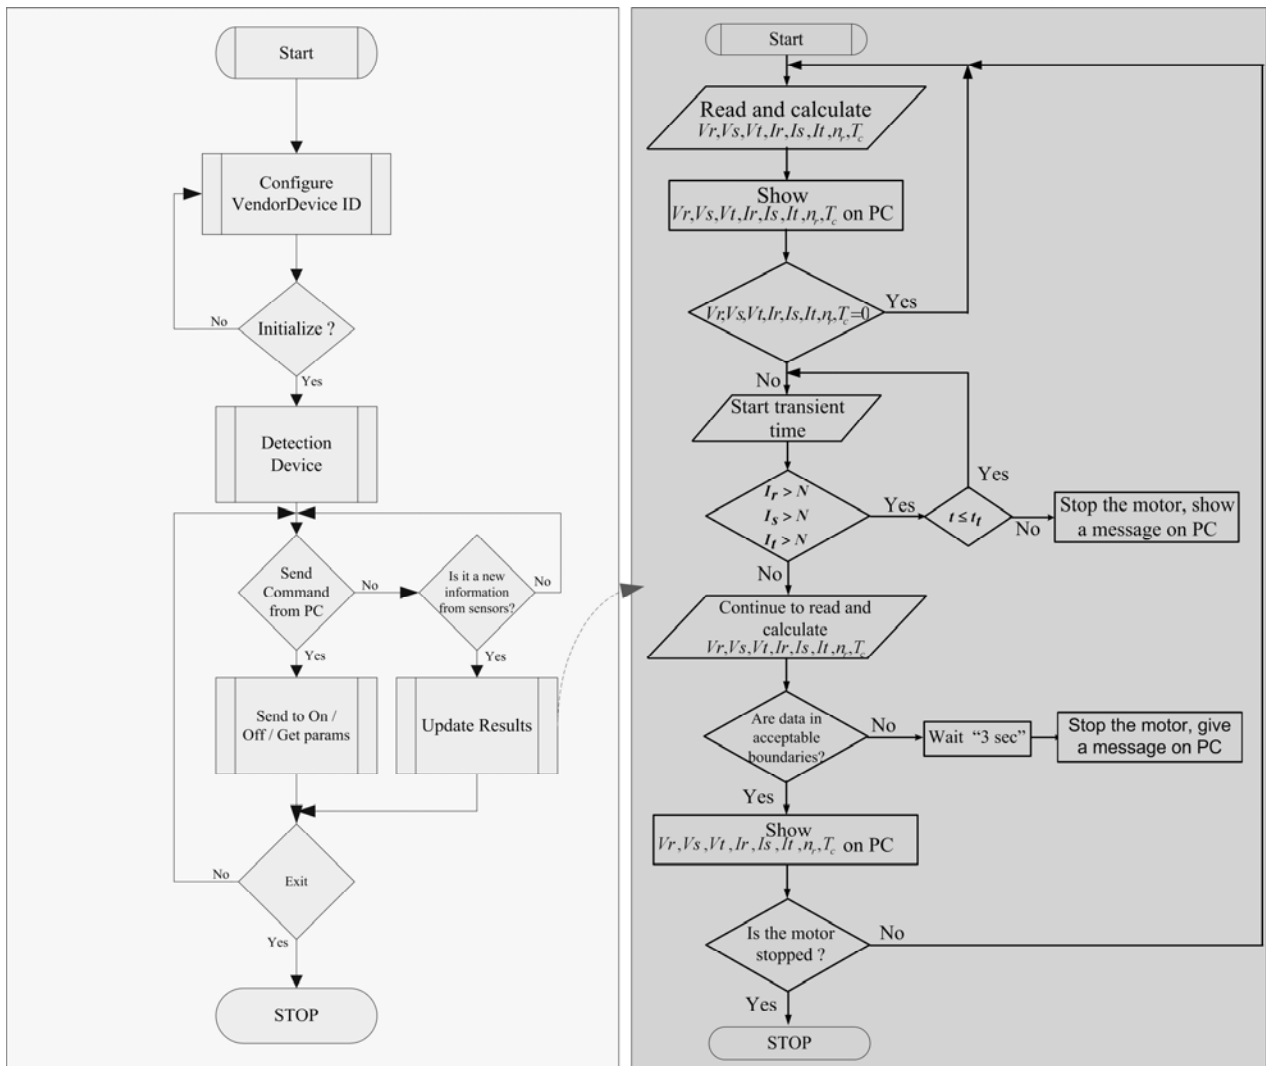 Start
Configure
VendorDevice ID
No
Initialize ?
Yes
Detection
Device
Send
Command
from PC
No
Is it a new
information
from sensors?
No
Yes
Yes
Send to On /
Off / Get params
Update Results
No
Exit
Yes
STOP
Start
Read and calculate
Vr,Vs,Vt,Ir,Is,It,nr,Tc
Show
Vr,Vs,Vt,Ir,Is,It,nr,Tc on PC
Vr,Vs,Vt,Ir,Is,It,nr,Tc=0
Yes
No
Start transient
time
Ir > N
Is > N
It > N
Yes
t ≤ tt
Yes
No
Stop the motor, show
a message on PC
No
Continue to read and
calculate
Vr,Vs,Vt,Ir,Is,It,nr,Tc
Are data in
acceptable
boundaries?
No
Wait “3 sec”
Stop the motor, give
a message on PC
Yes
Show
Vr,Vs,Vt,Ir,Is,It,nr,Tc on PC
Is the motor
stopped ?
No
Yes
STOP